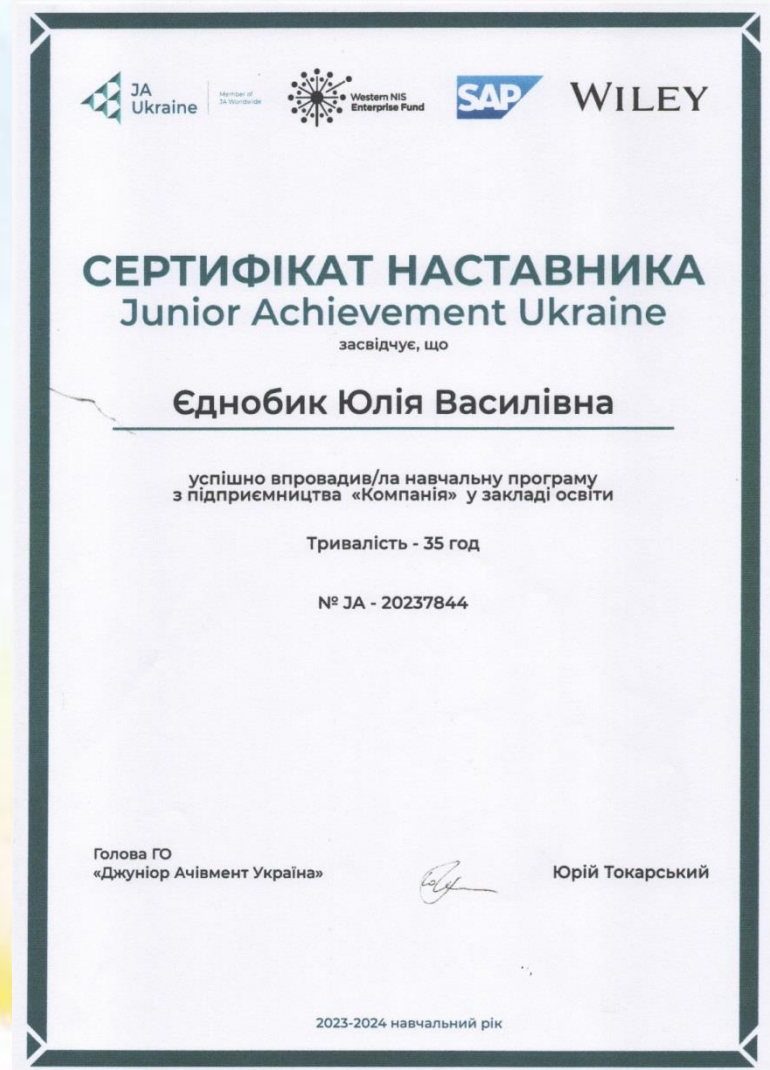 JA
Ukraine
Member of
JA Worldwide
Western NIS
Enterprise Fund
SAP
WILEY
СЕРТИФІКАТ НАСТАВНИКА
Junior Achievement Ukraine
засвідчує, що
Єднобик Юлія Василівна
успішно впровадив/ла навчальну програму
з підприємництва «Компанія» у закладі освіти
Тривалість - 35 год
№ JA - 20237844
Голова ГО
«Джуніор Ачівмент Україна»
Юрій Токарський
2023-2024 навчальний рік